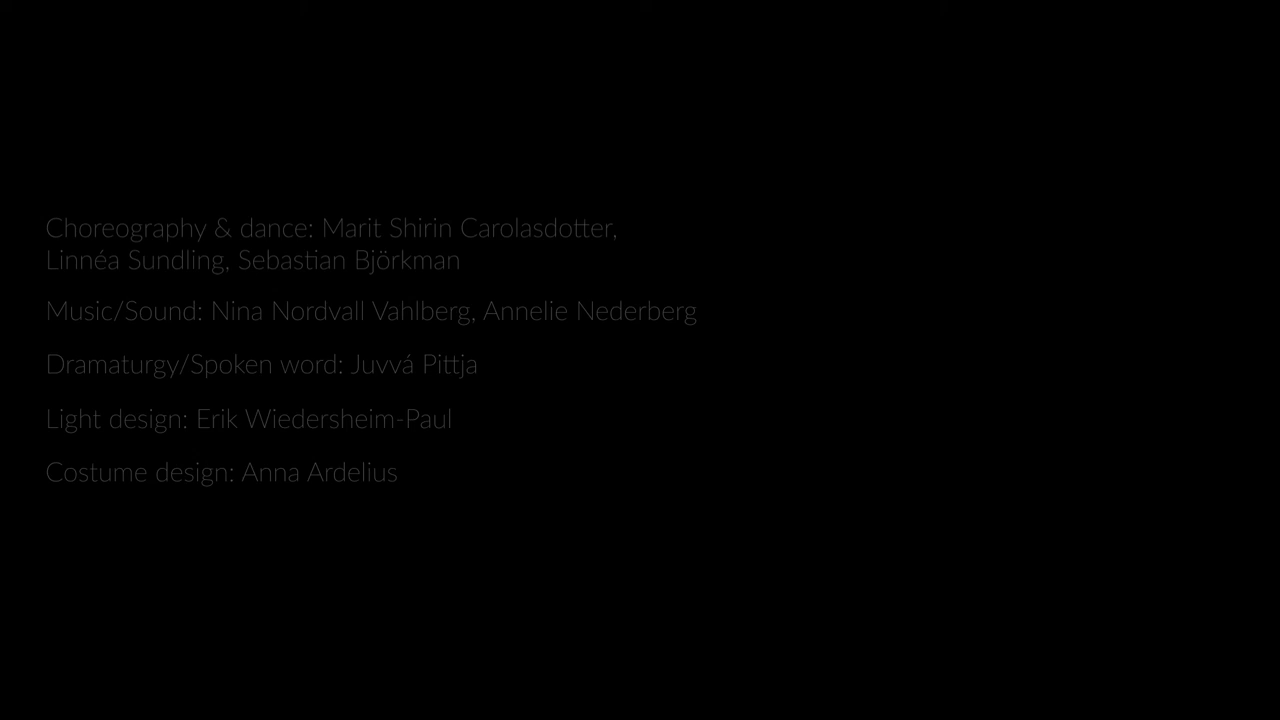 Choreography & dance: Marit Shirin Carolasdotter,
Linnéa Sundling, Sebastian Björkman
Music/Sound: Nina Nordvall Vahlberg, Annelie Nederberg
Dramaturgy/Spoken word: Juvvá Pittja
Light design: Erik Wiedersheim-Paul
Costume design: Anna Ardelius